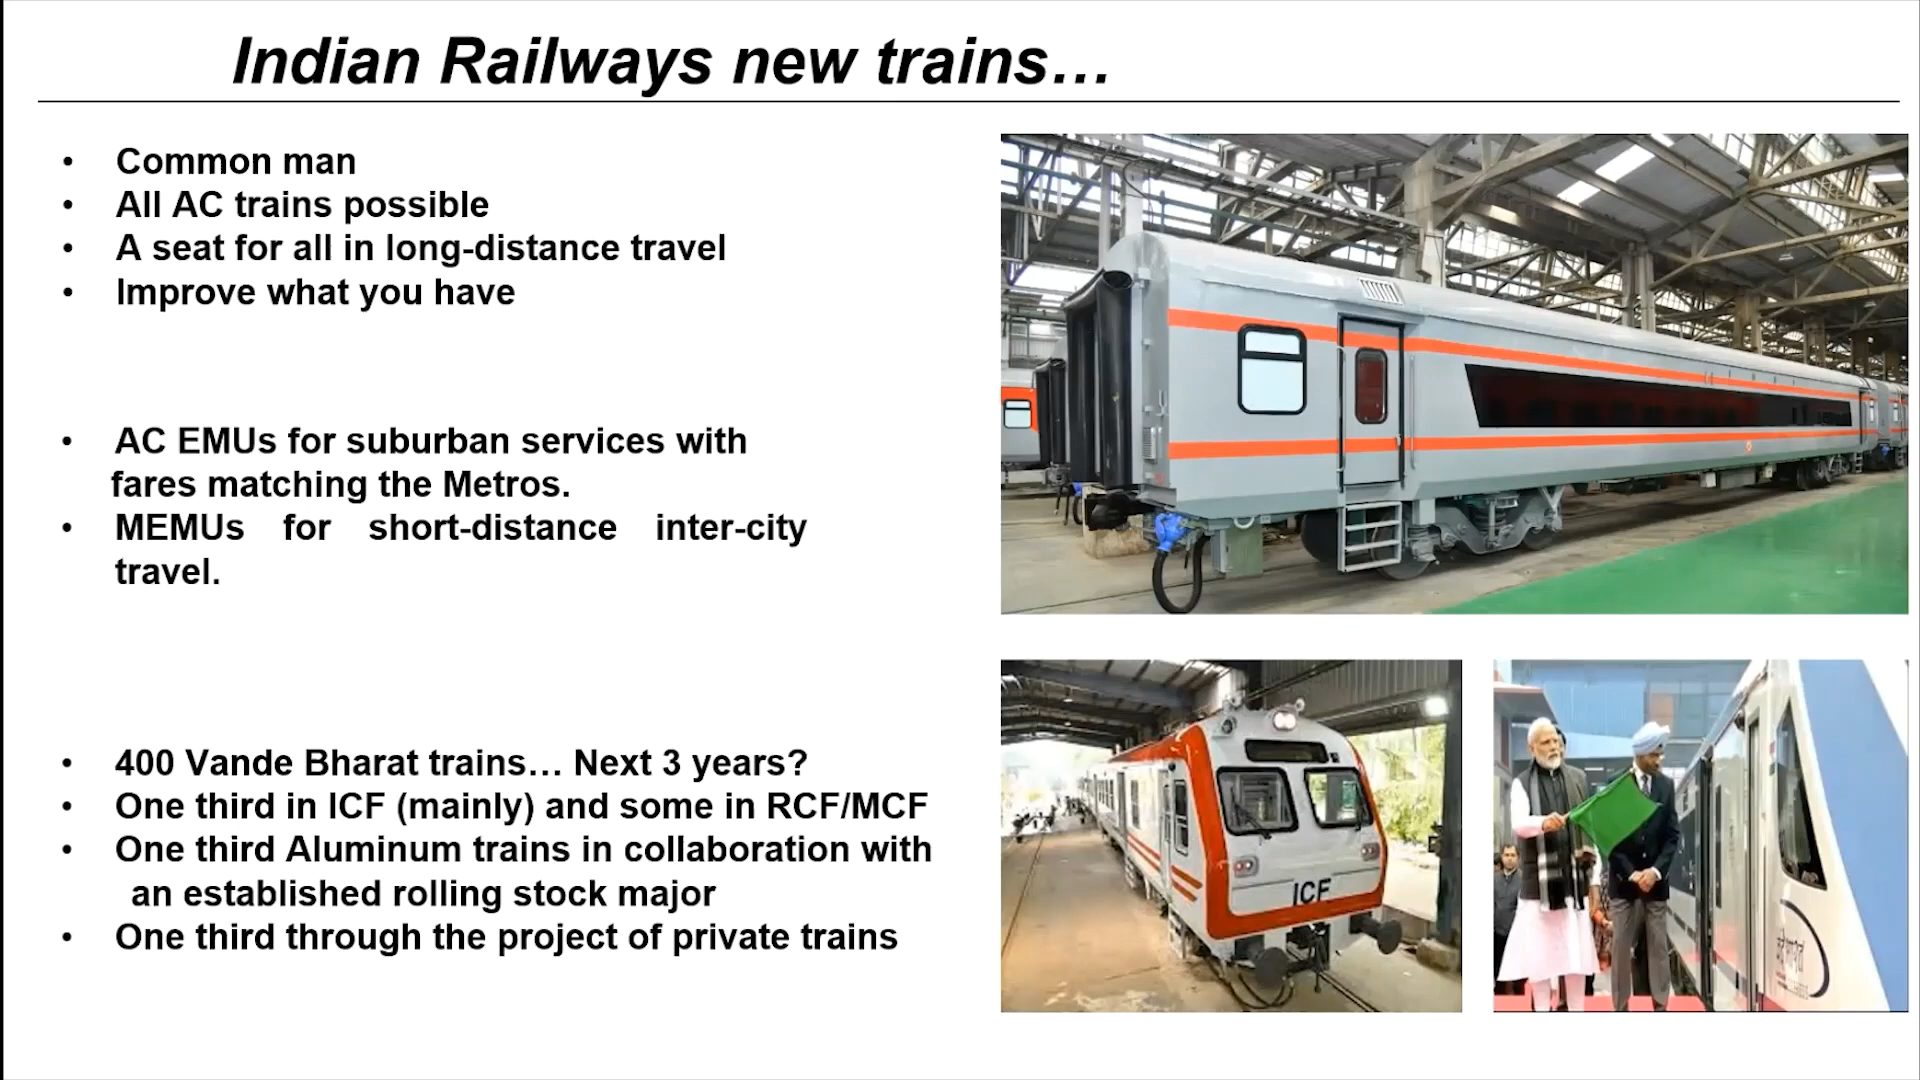 Indian Railways new trains…
• Common man
• All AC trains possible
• A seat for all in long-distance travel
• Improve what you have
• AC EMUs for suburban services with
fares matching the Metros.
• MEMUs for short-distance inter-city
travel.
• 400 Vande Bharat trains… Next 3 years?
• One third in ICF (mainly) and some in RCF/MCF
• One third Aluminum trains in collaboration with
an established rolling stock major
• One third through the project of private trains
ICF